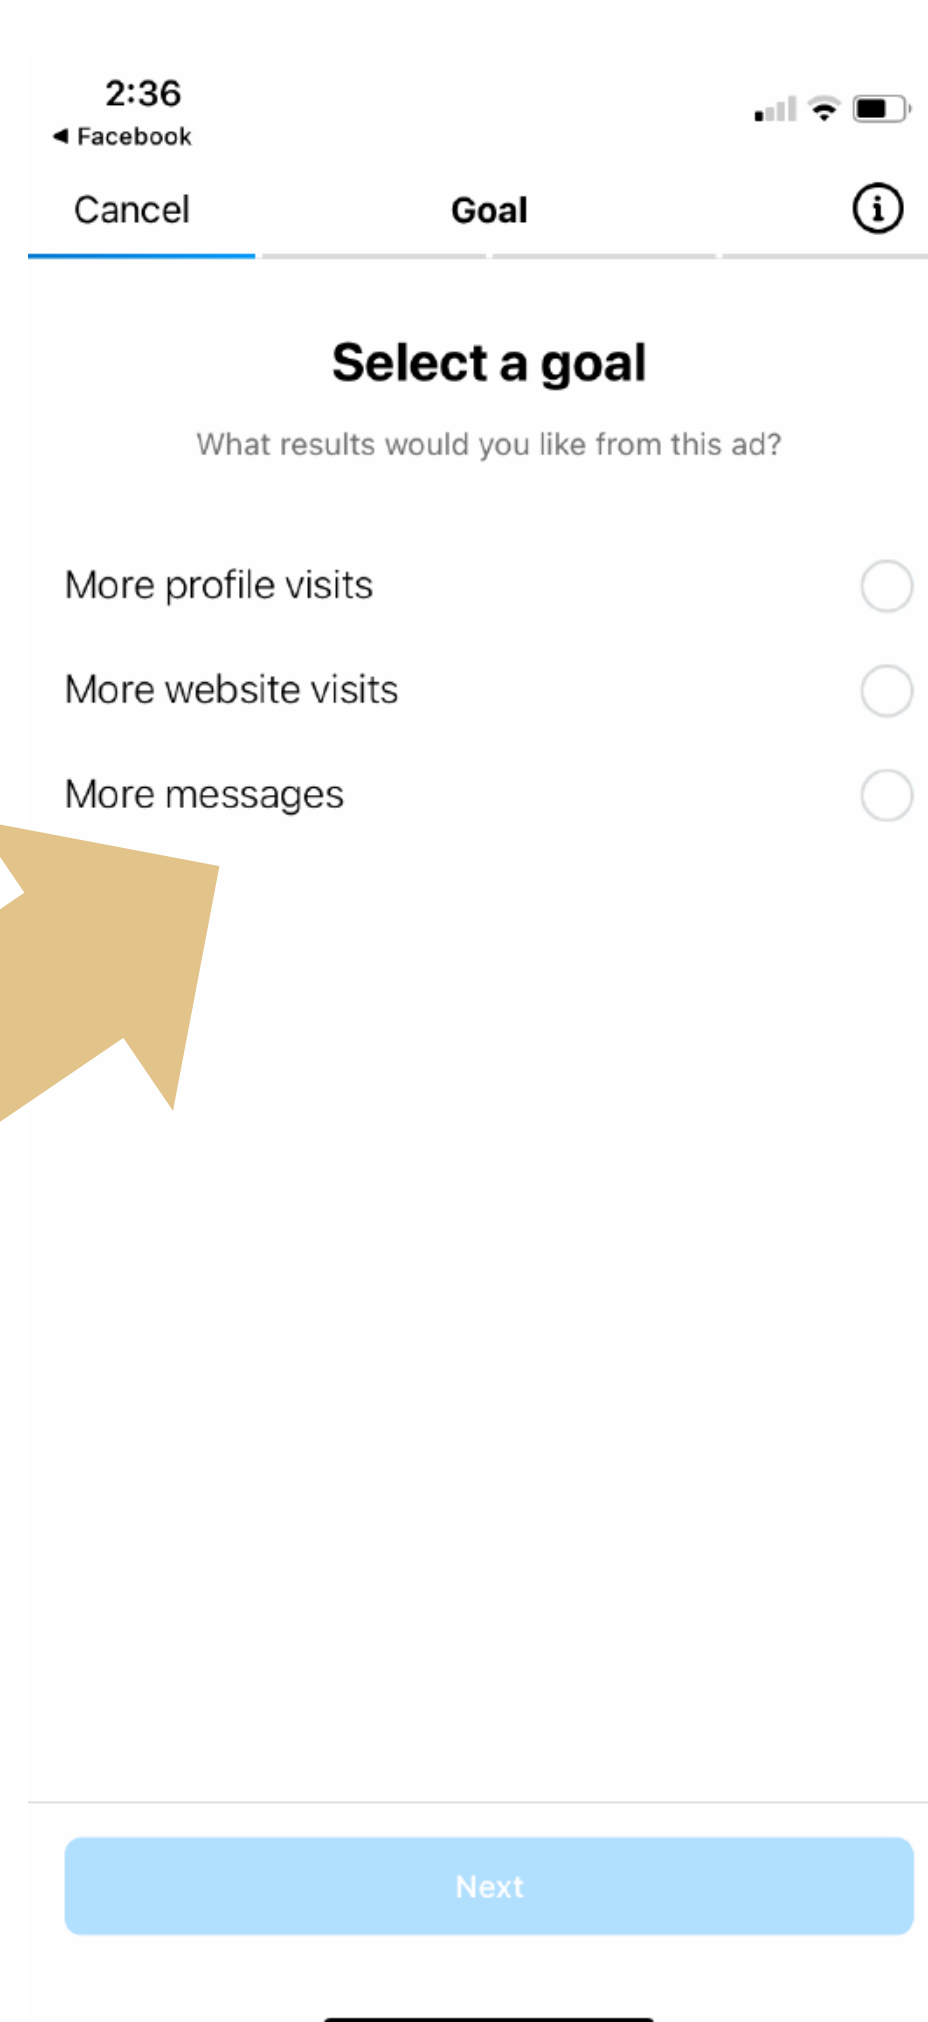 2:36
◀ Facebook
Cancel
Goal
Select a goal
What results would you like from this ad?
More profile visits
More website visits
More messages
Next